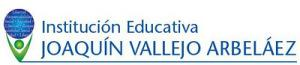 Institución Educativa
JOAQUÍN VALLEJO ARBELÁEZ